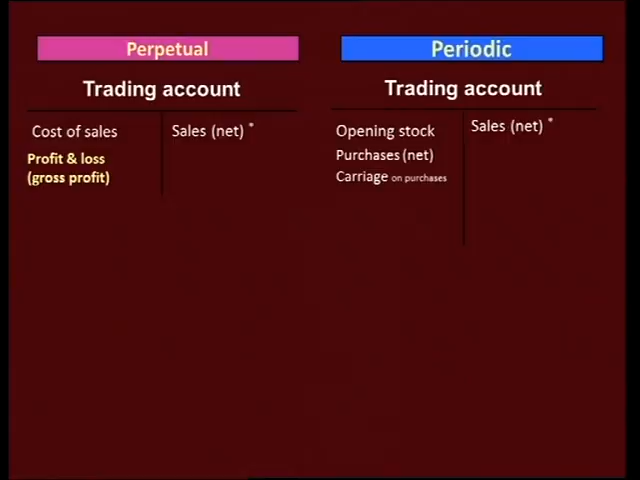 Perpetual
Trading account
Cost of sales
Sales (net) *
Profit & loss
(gross profit)
Periodic
Trading account
Opening stock
Sales (net) *
Purchases (net)
Carriage on purchases